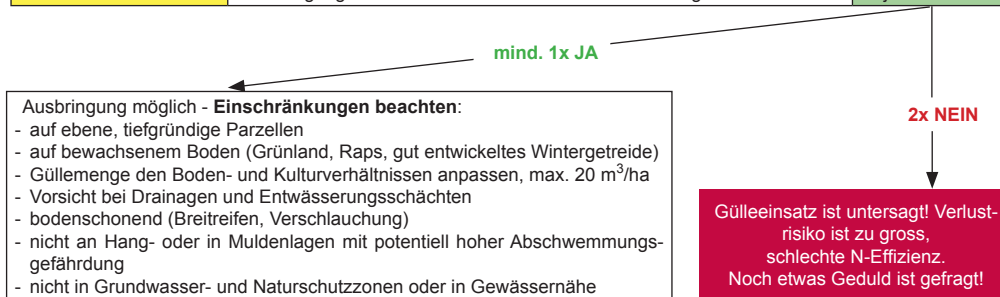 mind. 1x JA
Ausbringung möglich - Einschränkungen beachten:
- auf ebene, tiefgründige Parzellen
- auf bewachsenem Boden (Grünland, Raps, gut entwickeltes Wintergetreide)
- Güllemenge den Boden- und Kulturverhältnissen anpassen, max. 20 m³/ha
- Vorsicht bei Drainagen und Entwässerungsschächten
- bodenschonend (Breitreifen, Verschlauchung)
- nicht an Hang- oder in Muldenlagen mit potentiell hoher Abschwemmungs-
gefährdung
- nicht in Grundwasser- und Naturschutzzonen oder in Gewässernähe
2x NEIN
Gülleeinsatz ist untersagt! Verlust-
risiko ist zu gross,
schlechte N-Effizienz.
Noch etwas Geduld ist gefragt!